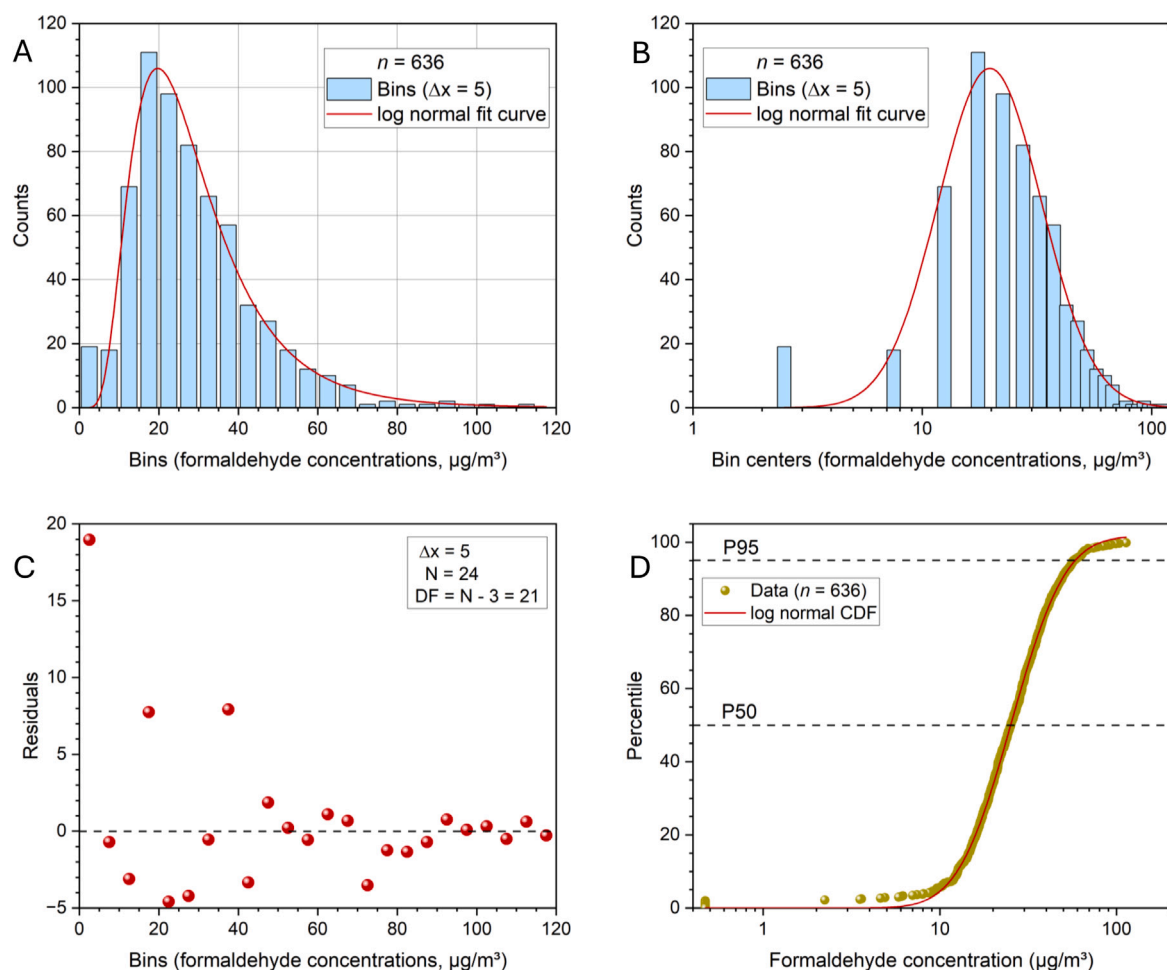 A
n = 636
Bins (Δx = 5)
log normal fit curve
Counts
0
20
40
60
80
100
120
0
20
40
60
80
100
120
Bins (formaldehyde concentrations, µg/m³)
B
n = 636
Bins (Δx = 5)
log normal fit curve
Counts
0
20
40
60
80
100
120
1
10
100
Bin centers (formaldehyde concentrations, µg/m³)
C
Δx = 5
N = 24
DF = N - 3 = 21
Residuals
−5
0
5
10
15
20
0
20
40
60
80
100
120
Bins (formaldehyde concentrations, µg/m³)
D
P95
Data (n = 636)
log normal CDF
P50
Percentile
0
20
40
60
80
100
1
10
100
Formaldehyde concentration (µg/m³)